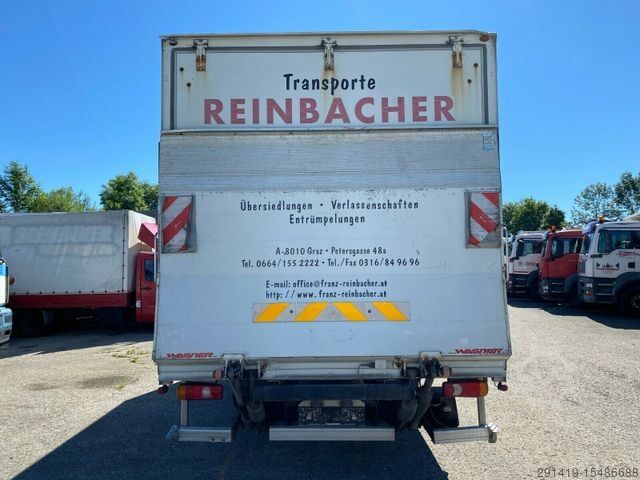 Transporte
REINBACHER
Übersiedlungen • Verlassenschaften
Entrümpelungen
A-8010 Graz • Petersgasse 48a
Tel. 0664/155 2222 • Tel./Fax 0316/84 96 96
E-mail: office@franz-reinbacher.at
http://www.franz-reinbacher.at
WAGNER
WAGNER
291419-15486688